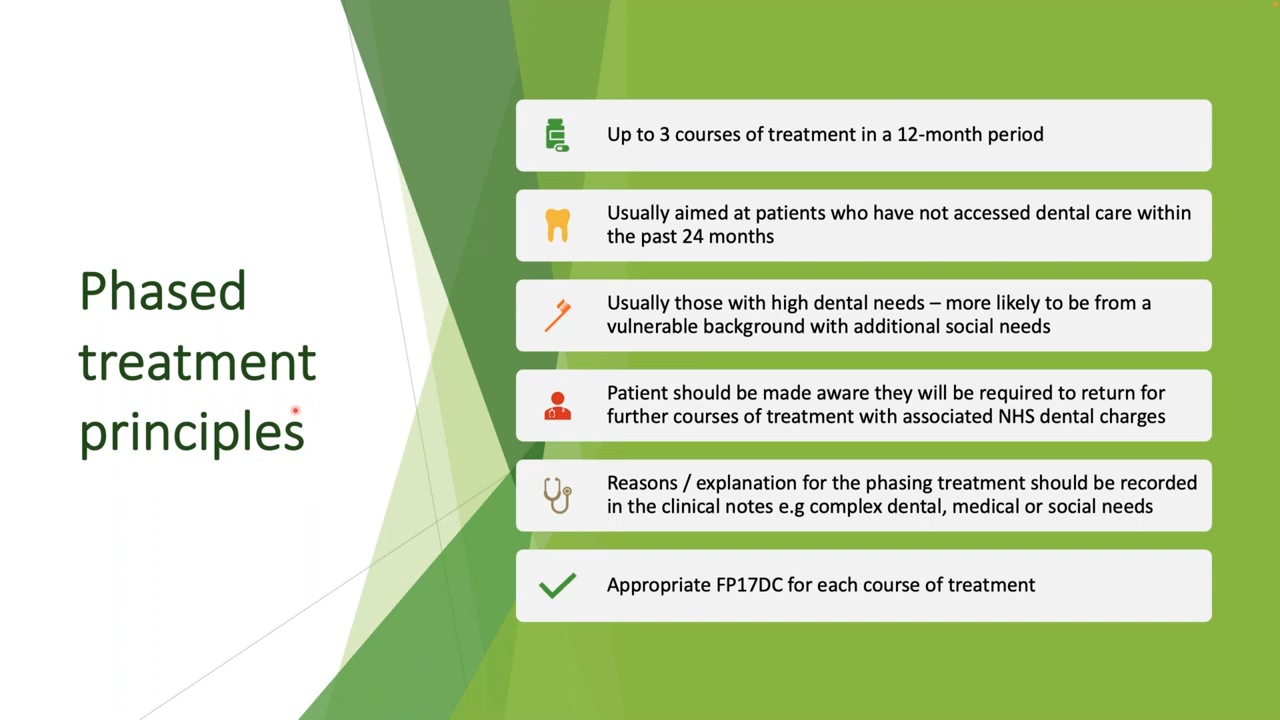 Phased
treatment
principles
Up to 3 courses of treatment in a 12-month period
Usually aimed at patients who have not accessed dental care within
the past 24 months
Usually those with high dental needs – more likely to be from a
vulnerable background with additional social needs
Patient should be made aware they will be required to return for
further courses of treatment with associated NHS dental charges
Reasons / explanation for the phasing treatment should be recorded
in the clinical notes e.g complex dental, medical or social needs
Appropriate FP17DC for each course of treatment